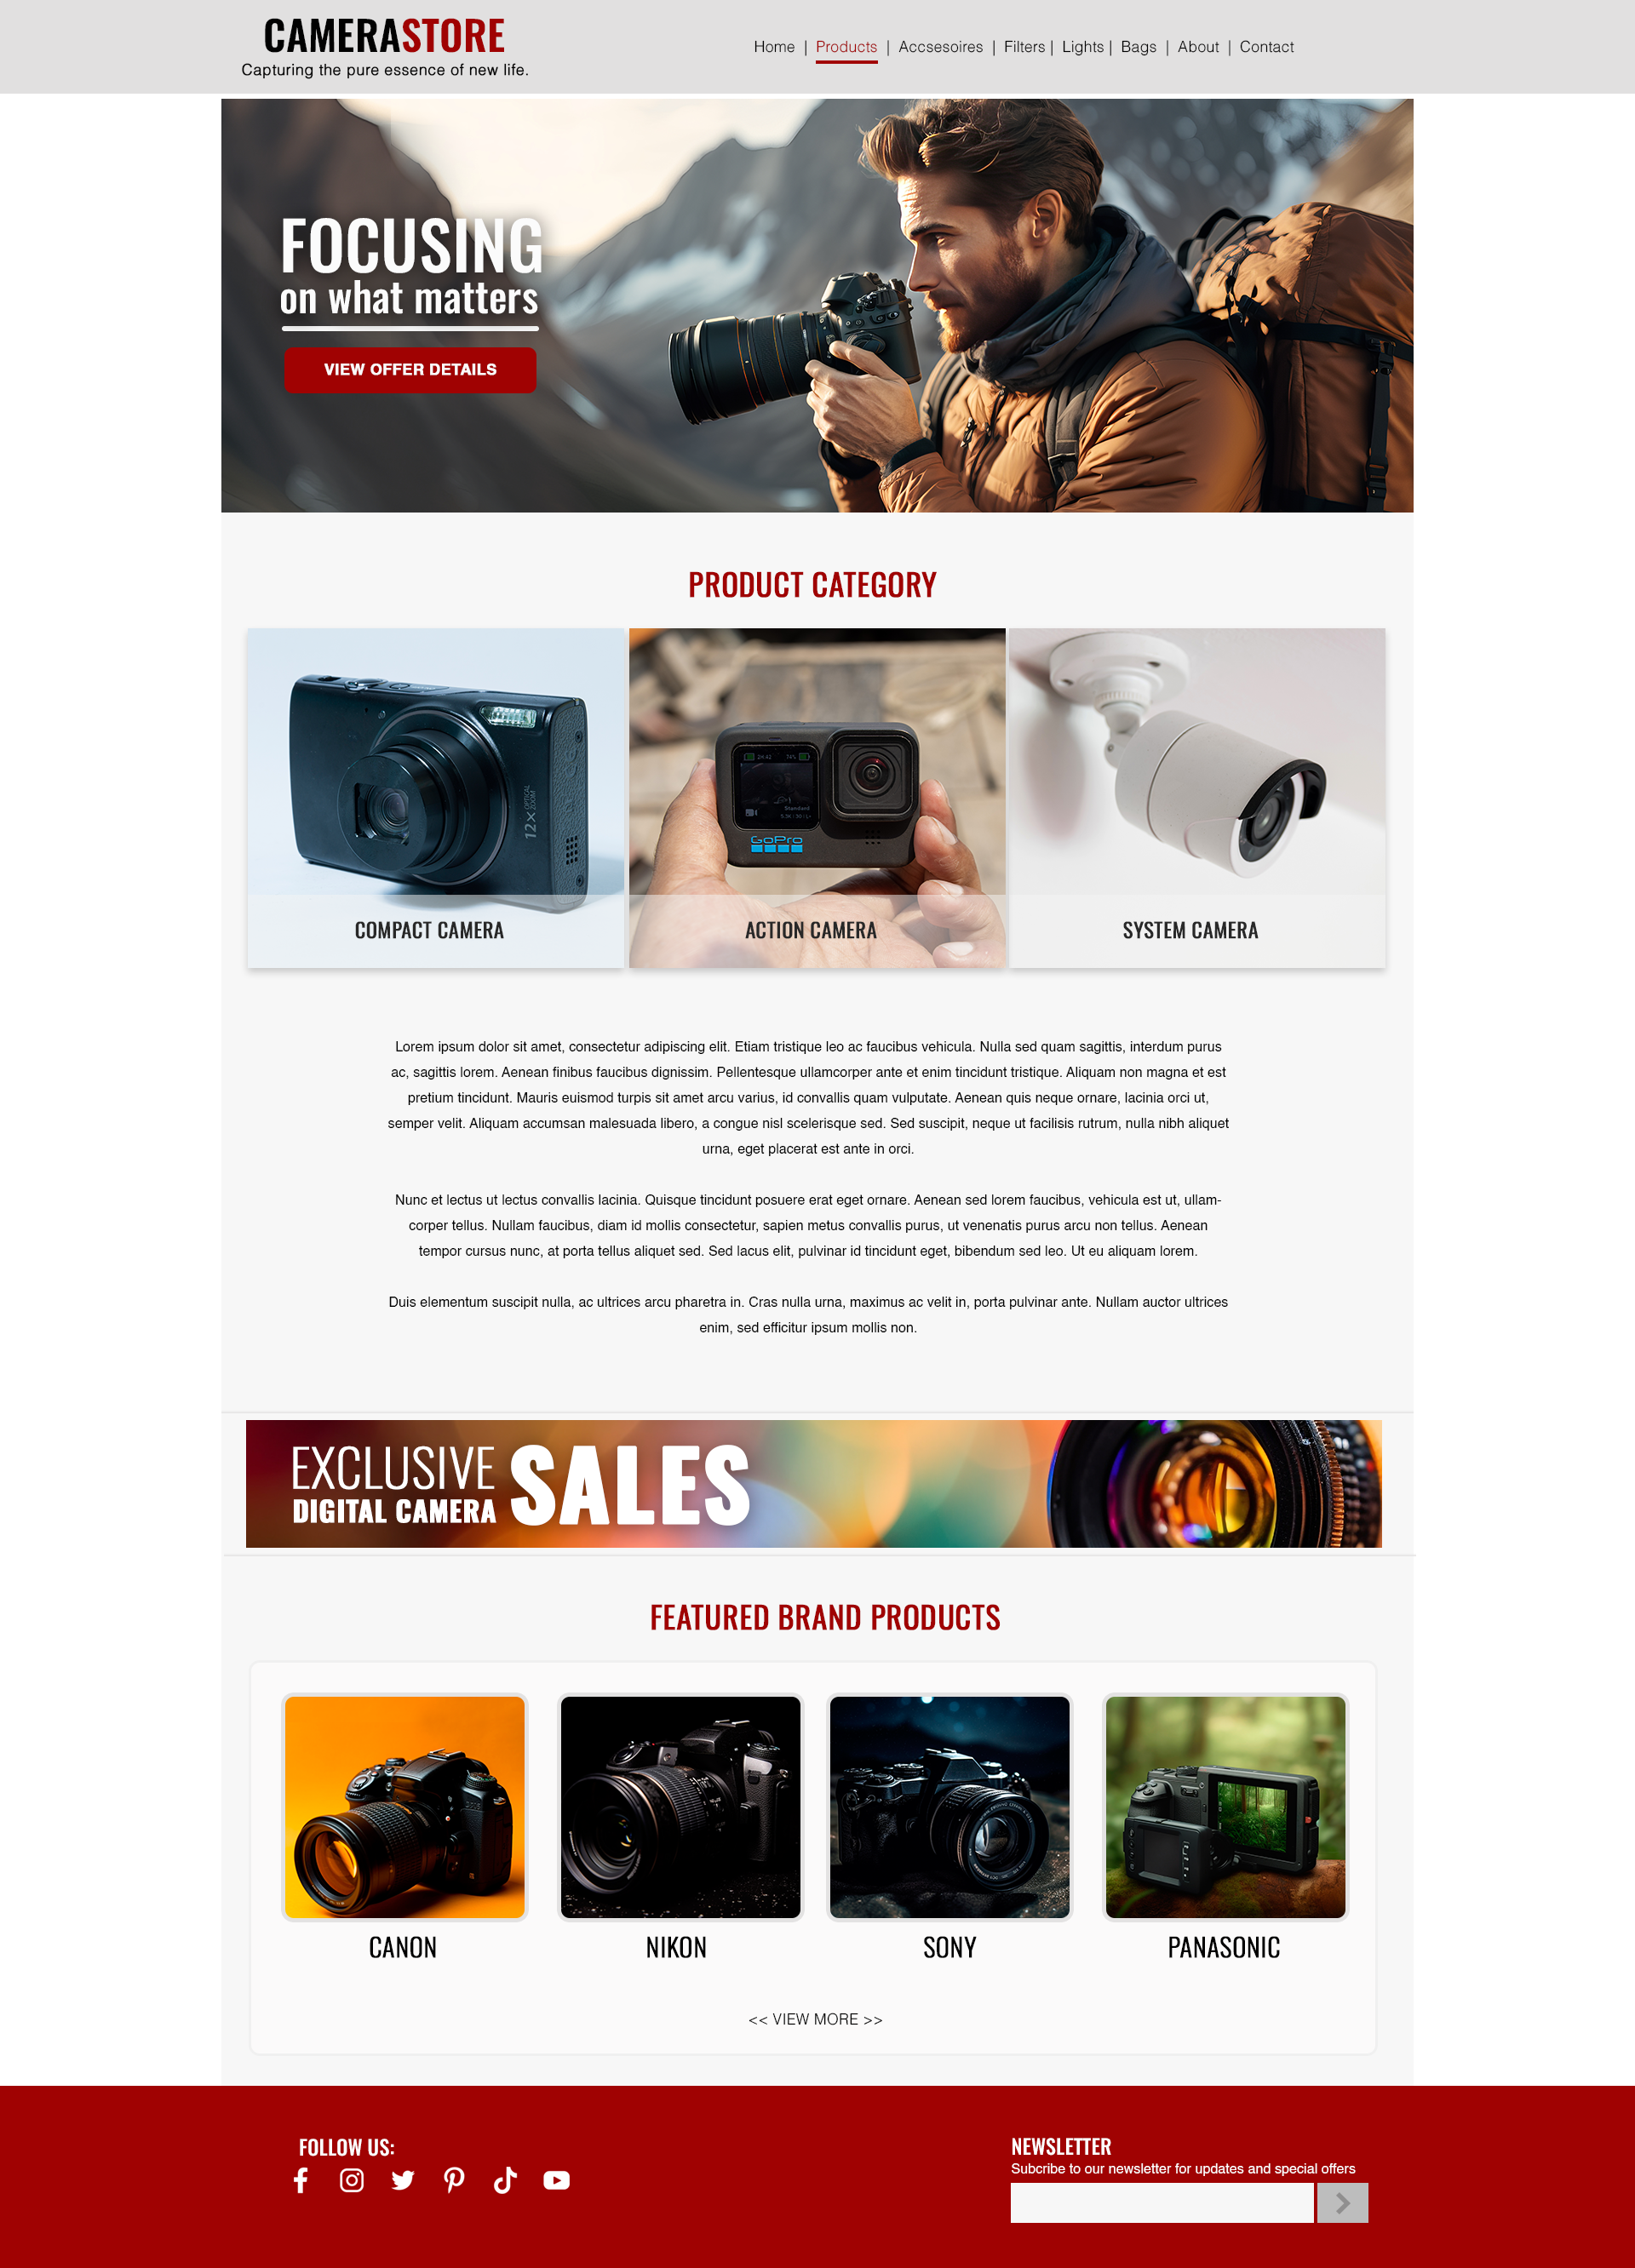 CAMERASTORE
Capturing the pure essence of new life.
Home | Products | Accsesoires | Filters | Lights | Bags | About | Contact
FOCUSING
on what matters
VIEW OFFER DETAILS
PRODUCT CATEGORY
12x OPTICAL ZOOM
Standard
GoPro
COMPACT CAMERA
ACTION CAMERA
SYSTEM CAMERA
Lorem ipsum dolor sit amet, consectetur adipiscing elit. Etiam tristique leo ac faucibus vehicula. Nulla sed quam sagittis, interdum purus
ac, sagittis lorem. Aenean finibus faucibus dignissim. Pellentesque ullamcorper ante et enim tincidunt tristique. Aliquam non magna et est
pretium tincidunt. Mauris euismod turpis sit amet arcu varius, id convallis quam vulputate. Aenean quis neque ornare, lacinia orci ut,
semper velit. Aliquam accumsan malesuada libero, a congue nisl scelerisque sed. Sed suscipit, neque ut facilisis rutrum, nulla nibh aliquet
urna, eget placerat est ante in orci.
Nunc et lectus ut lectus convallis lacinia. Quisque tincidunt posuere erat eget ornare. Aenean sed lorem faucibus, vehicula est ut, ullam-
corper tellus. Nullam faucibus, diam id mollis consectetur, sapien metus convallis purus, ut venenatis purus arcu non tellus. Aenean
tempor cursus nunc, at porta tellus aliquet sed. Sed lacus elit, pulvinar id tincidunt eget, bibendum sed leo. Ut eu aliquam lorem.
Duis elementum suscipit nulla, ac ultrices arcu pharetra in. Cras nulla urna, maximus ac velit in, porta pulvinar ante. Nullam auctor ultrices
enim, sed efficitur ipsum mollis non.
EXCLUSIVE
DIGITAL CAMERA SALES
FEATURED BRAND PRODUCTS
CANON
NIKON
SONY
PANASONIC
<< VIEW MORE >>
FOLLOW US:
NEWSLETTER
Subcribe to our newsletter for updates and special offers